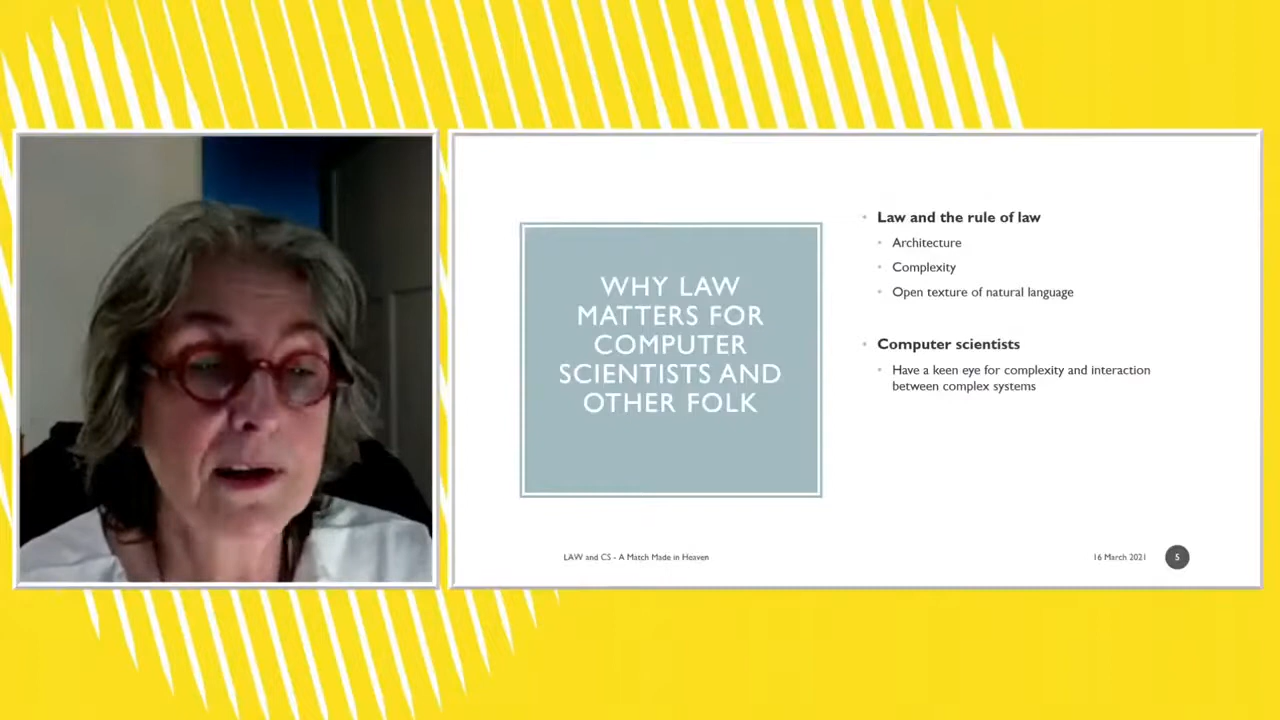 WHY LAW
MATTERS FOR
COMPUTER
SCIENTISTS AND
OTHER FOLK
Law and the rule of law
Architecture
Complexity
Open texture of natural language
Computer scientists
Have a keen eye for complexity and interaction
between complex systems
LAW and CS - A Match Made in Heaven
16 March 2021
5